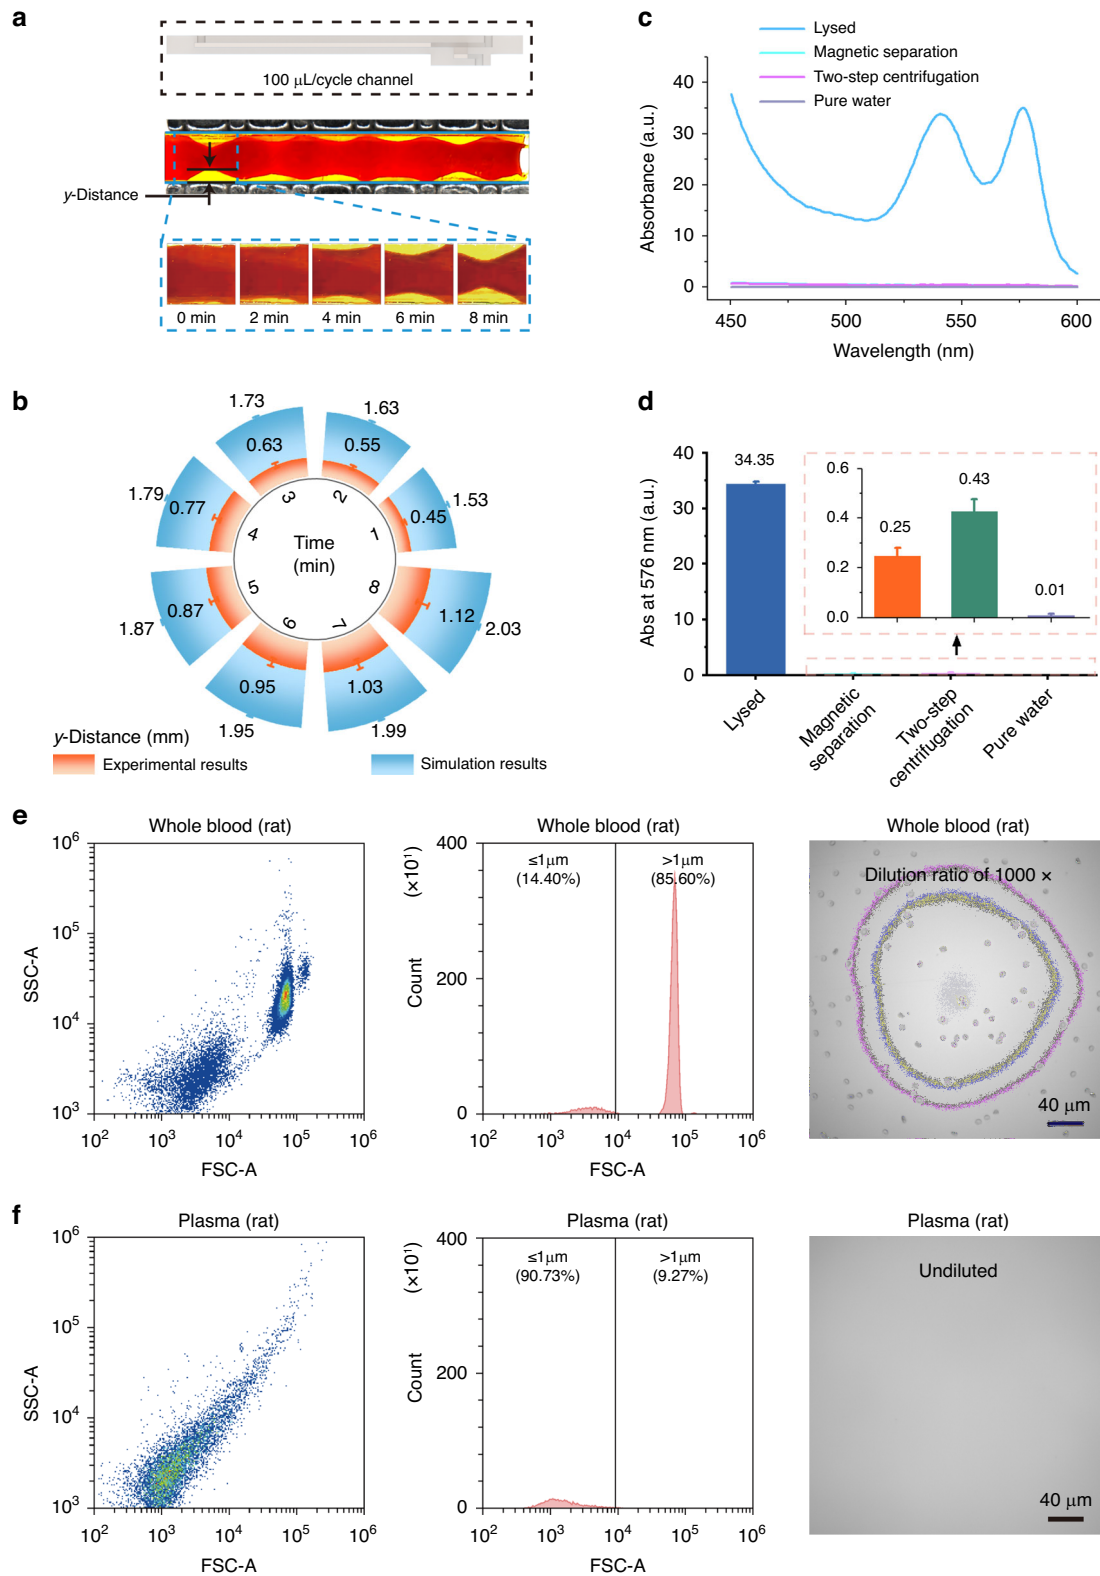 a
100 μL/cycle channel
y-Distance
0 min 2 min 4 min 6 min 8 min
c
Lysed
Magnetic separation
Two-step centrifugation
Pure water
Absorbance (a.u.)
40
30
20
10
0
450 500 550 600
Wavelength (nm)
b
1.73 1.63
0.63 0.55
1.79 0.77 0.45 1.53
3 2
4 1
Time
(min)
5 8
6 7
1.87 0.87 1.12 2.03
0.95 1.03
1.95 1.99
y-Distance (mm)
Experimental results Simulation results
d
Abs at 576 nm (a.u.)
40
30
20
10
0
34.35
0.6
0.4
0.2
0.0
0.25
0.43
0.01
Lysed
Magnetic
separation
Two-step
centrifugation
Pure water
e
Whole blood (rat)
SSC-A
10⁶
10⁵
10⁴
10³
10² 10³ 10⁴ 10⁵ 10⁶
FSC-A
Whole blood (rat)
(×10¹)
Count
400
200
0
≤1μm
(14.40%)
>1μm
(85.60%)
10² 10³ 10⁴ 10⁵ 10⁶
FSC-A
Whole blood (rat)
Dilution ratio of 1000 ×
40 μm
f
Plasma (rat)
SSC-A
10⁶
10⁵
10⁴
10³
10² 10³ 10⁴ 10⁵ 10⁶
FSC-A
Plasma (rat)
(×10¹)
Count
400
200
0
≤1μm
(90.73%)
>1μm
(9.27%)
10² 10³ 10⁴ 10⁵ 10⁶
FSC-A
Plasma (rat)
Undiluted
40 μm